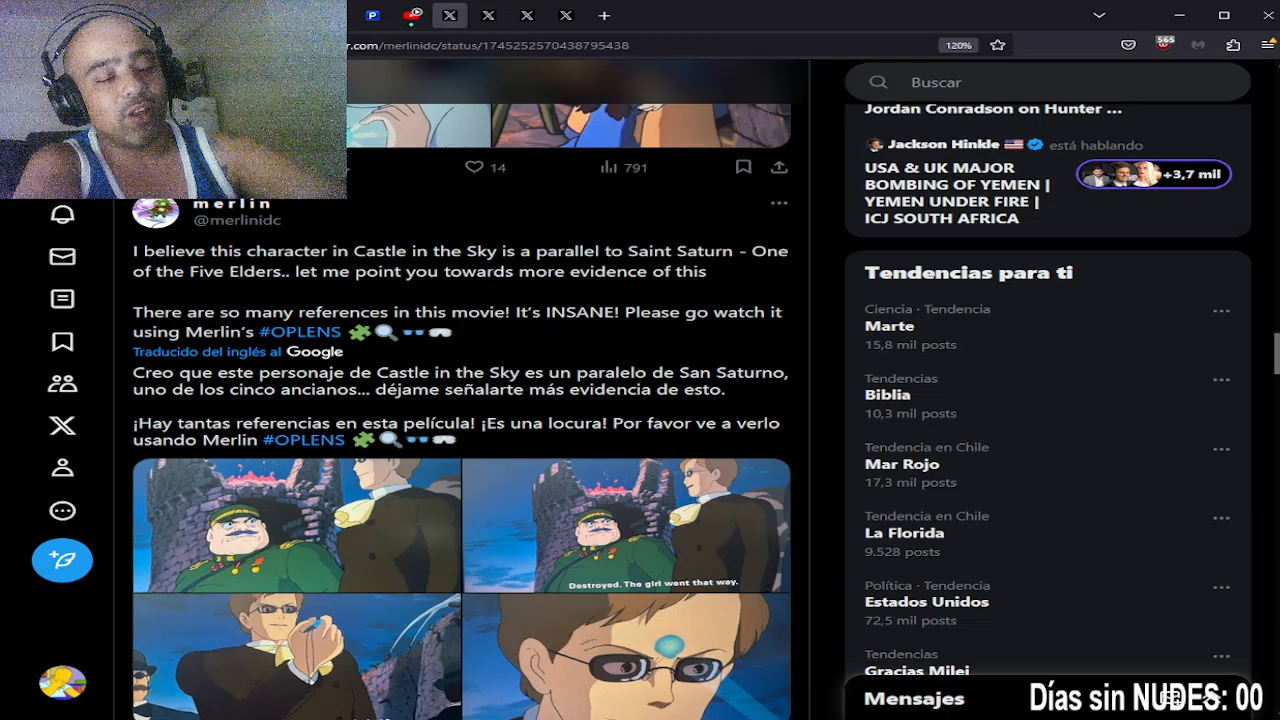 r.com/merlinidc/status/1745252570438795438
120%
565
14
791
merlin
@merlinidc
I believe this character in Castle in the Sky is a parallel to Saint Saturn - One
of the Five Elders.. let me point you towards more evidence of this
There are so many references in this movie! It's INSANE! Please go watch it
using Merlin's #OPLENS
Traducido del inglés al Google
Creo que este personaje de Castle in the Sky es un paralelo de San Saturno,
uno de los cinco ancianos... déjame señalarte más evidencia de esto.
¡Hay tantas referencias en esta película! ¡Es una locura! Por favor ve a verlo
usando Merlin #OPLENS
Destroyed. The girl went that way.
Buscar
Jordan Conradson on Hunter ...
Jackson Hinkle está hablando
USA & UK MAJOR
BOMBING OF YEMEN |
YEMEN UNDER FIRE |
ICJ SOUTH AFRICA
+3,7 mil
Tendencias para ti
Ciencia · Tendencia
Marte
15,8 mil posts
Tendencias
Biblia
10,3 mil posts
Tendencia en Chile
Mar Rojo
17,3 mil posts
Tendencia en Chile
La Florida
9.528 posts
Política · Tendencia
Estados Unidos
72,5 mil posts
Tendencias
Gracias Milei
Mensajes
Días sin NUDES: 00